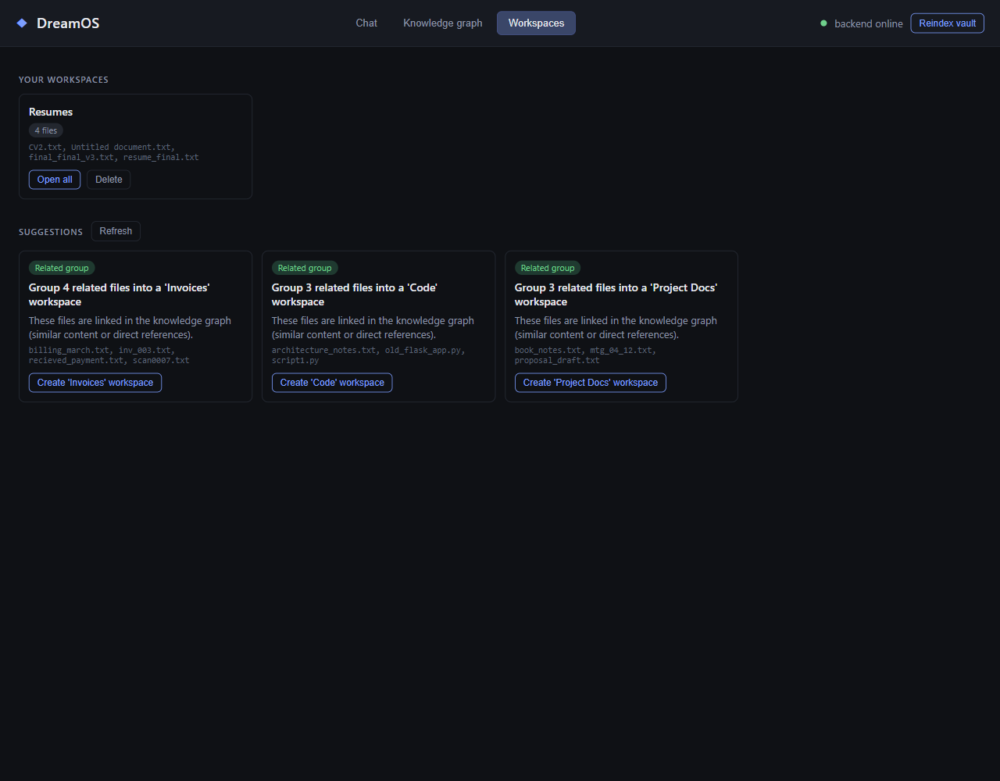 DreamOS
Chat
Knowledge graph
Workspaces
backend online
Reindex vault
YOUR WORKSPACES
Resumes
4 files
CV2.txt, Untitled document.txt,
final_final_v3.txt, resume_final.txt
Open all
Delete
SUGGESTIONS
Refresh
Related group
Group 4 related files into a 'Invoices'
workspace
These files are linked in the knowledge graph
(similar content or direct references).
billing_march.txt, inv_003.txt,
recieved_payment.txt, scan0007.txt
Create 'Invoices' workspace
Related group
Group 3 related files into a 'Code'
workspace
These files are linked in the knowledge graph
(similar content or direct references).
architecture_notes.txt, old_flask_app.py,
script1.py
Create 'Code' workspace
Related group
Group 3 related files into a 'Project Docs'
workspace
These files are linked in the knowledge graph
(similar content or direct references).
book_notes.txt, mtg_04_12.txt,
proposal_draft.txt
Create 'Project Docs' workspace